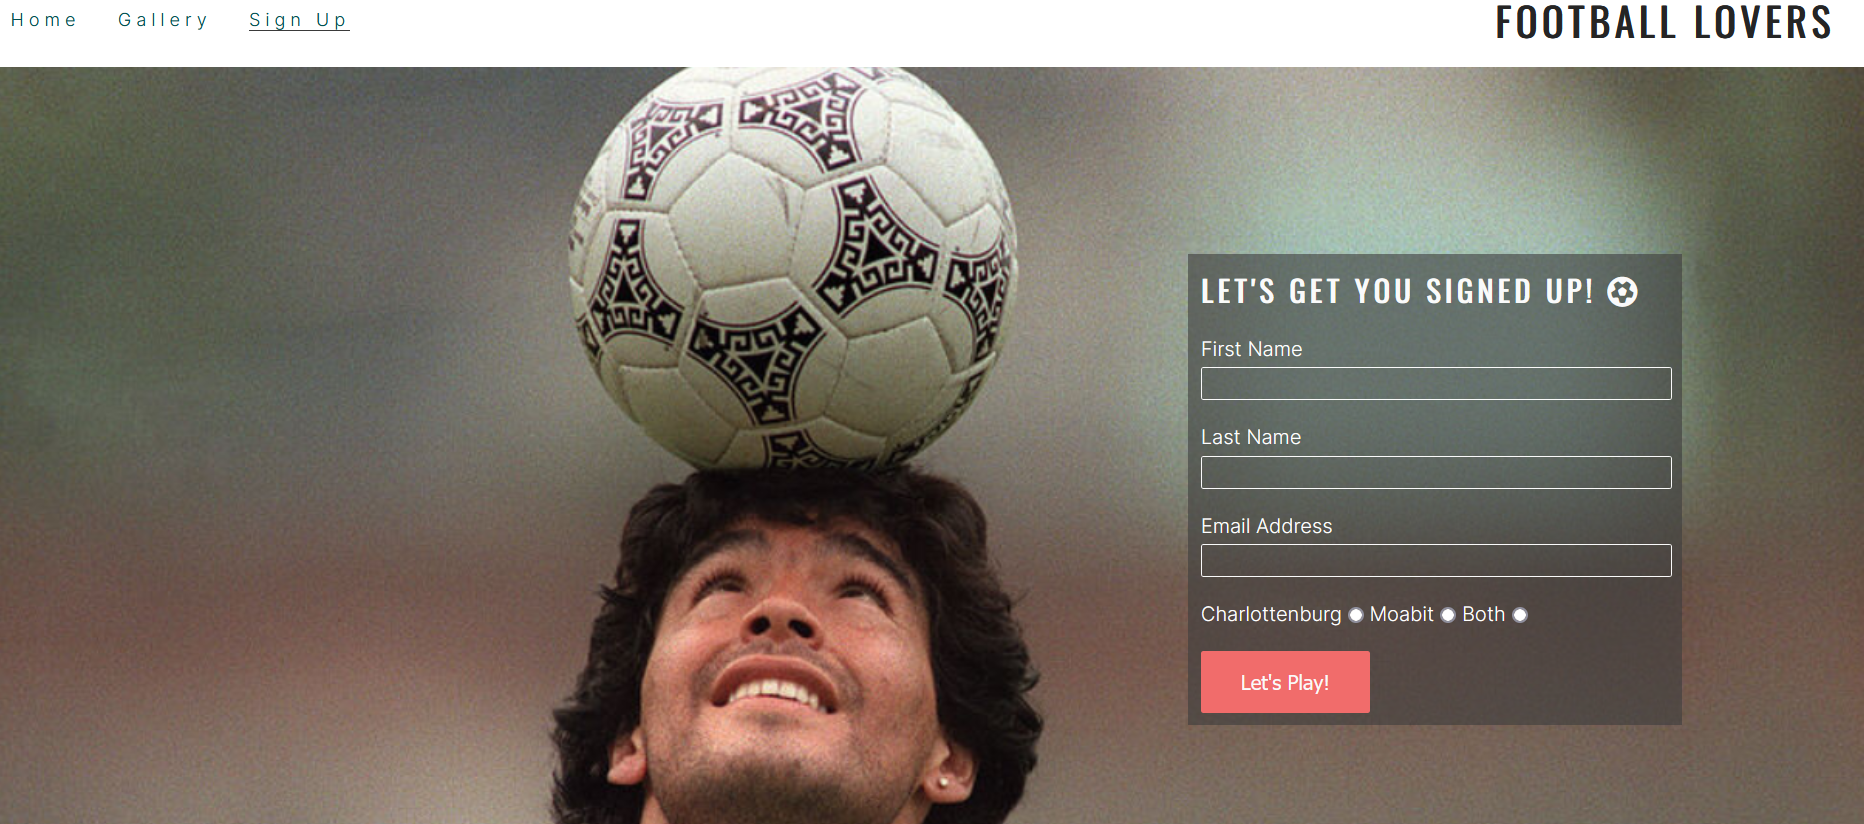 Home Gallery Sign Up
FOOTBALL LOVERS
LET'S GET YOU SIGNED UP!
First Name
Last Name
Email Address
Charlottenburg Moabit Both
Let's Play!